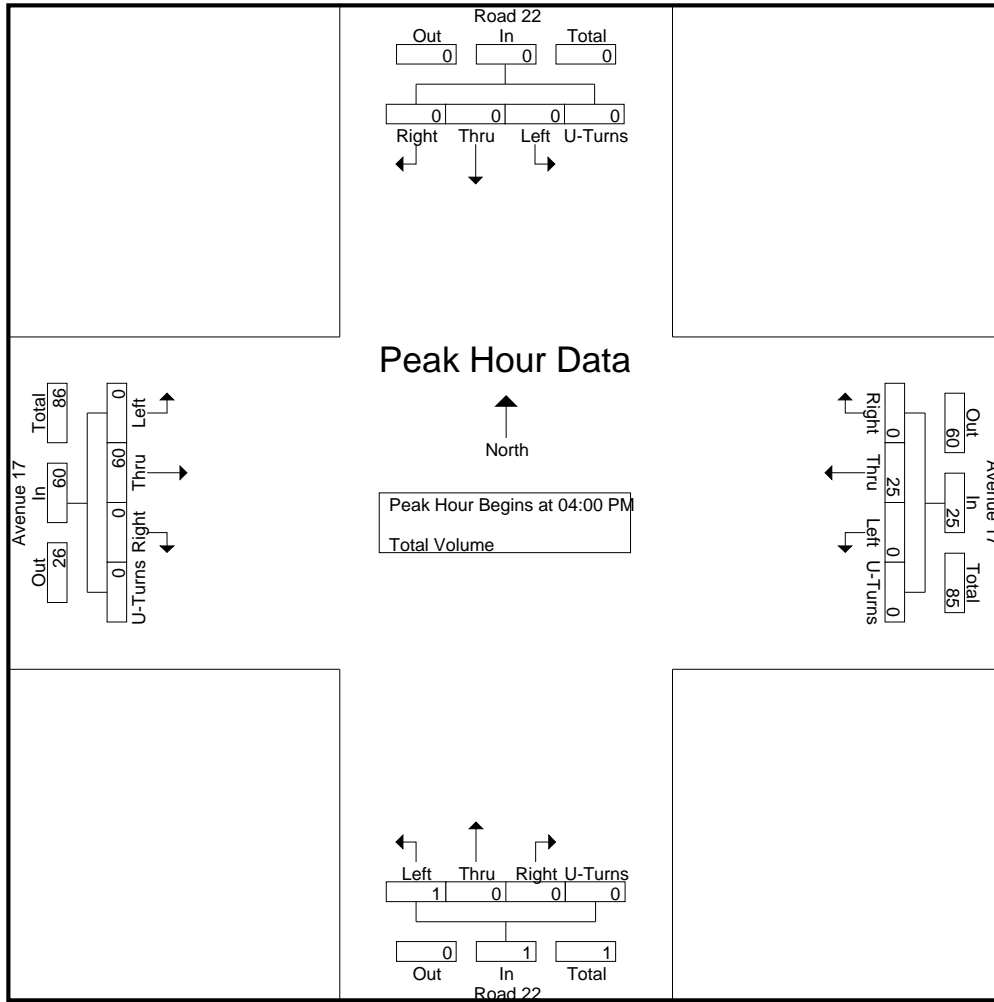 Road 22
Out In Total
0 0 0
0 0 0 0
Right Thru Left U-Turns
Peak Hour Data
North
Peak Hour Begins at 04:00 PM
Total Volume
Avenue 17
Out In Total
26 60 86
0 60 0 0
U-Turns Right Thru Left
Avenue 17
Out In Total
60 25 85
0 25 0 0
Right Thru Left U-Turns
Left Thru Right U-Turns
1 0 0 0
0 1 1
Out In Total
Road 22